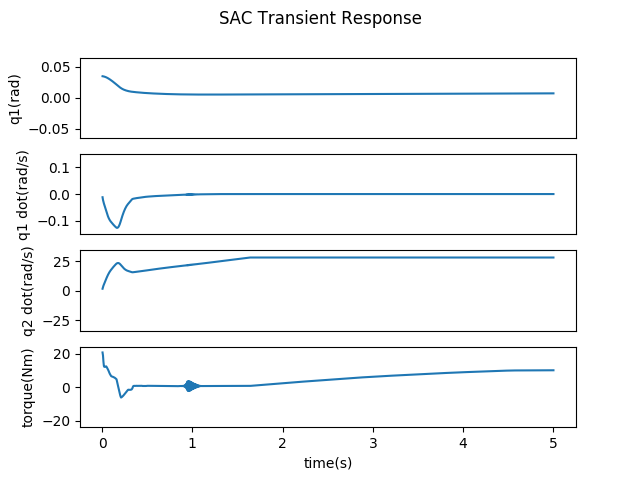 SAC Transient Response
0.05
0.00
−0.05
q1(rad)
0.1
0.0
−0.1
q1 dot(rad/s)
25
0
−25
q2 dot(rad/s)
20
0
−20
torque(Nm)
0 1 2 3 4 5
time(s)